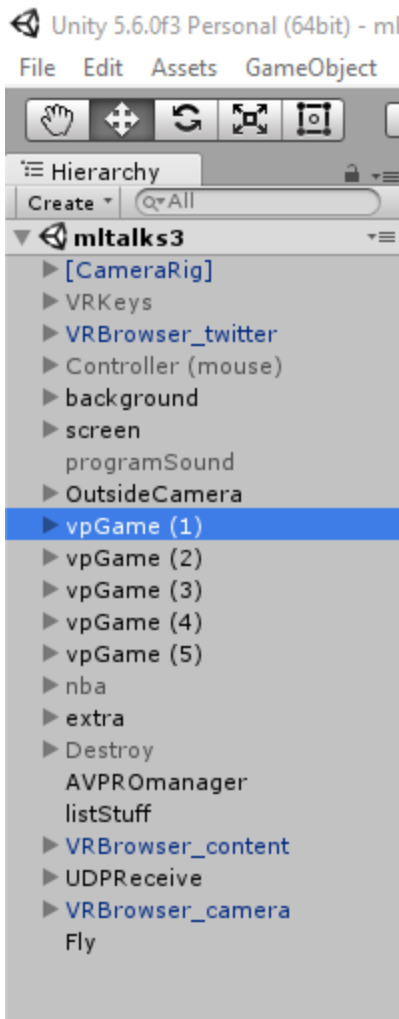 Unity 5.6.0f3 Personal (64bit) - ml
File Edit Assets GameObject
Hierarchy
Create All
mltalks3
[CameraRig]
VRKeys
VRBrowser_twitter
Controller (mouse)
background
screen
programSound
OutsideCamera
vpGame (1)
vpGame (2)
vpGame (3)
vpGame (4)
vpGame (5)
nba
extra
Destroy
AVPROmanager
listStuff
VRBrowser_content
UDPReceive
VRBrowser_camera
Fly